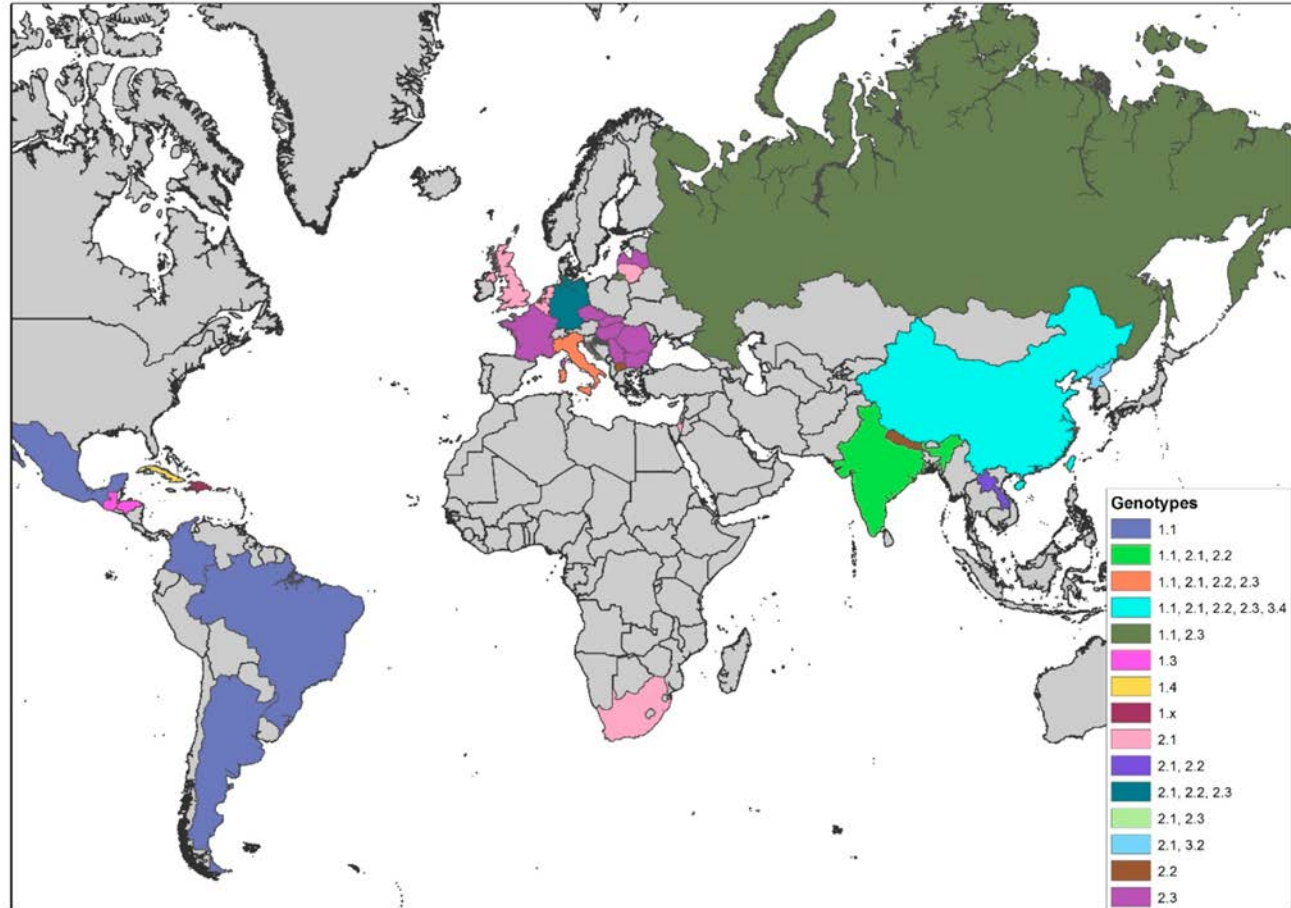 Genotypes
1.1
1.1, 2.1, 2.2
1.1, 2.1, 2.2, 2.3
1.1, 2.1, 2.2, 2.3, 3.4
1.1, 2.3
1.3
1.4
1.x
2.1
2.1, 2.2
2.1, 2.2, 2.3
2.1, 2.3
2.1, 3.2
2.2
2.3